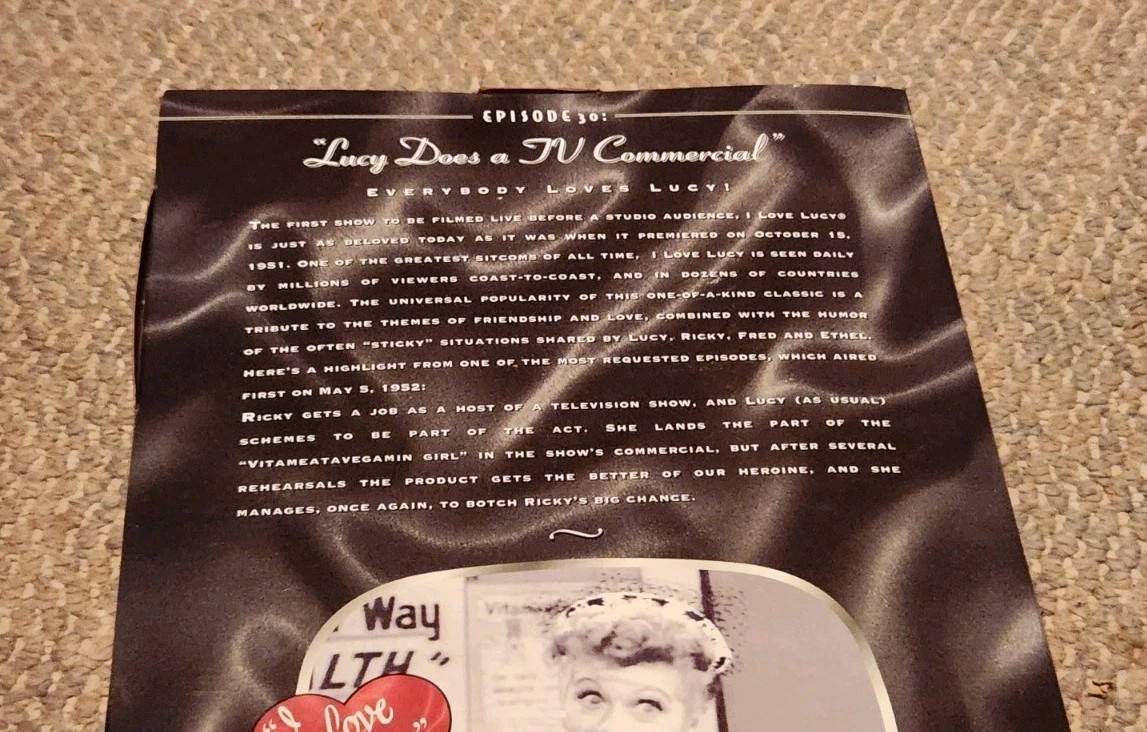 EPISODE 30:
"Lucy Does a TV Commercial"
EVERYBODY LOVES LUCY!
THE FIRST SHOW TO BE FILMED LIVE BEFORE A STUDIO AUDIENCE, I LOVE LUCY®
IS JUST AS BELOVED TODAY AS IT WAS WHEN IT PREMIERED ON OCTOBER 15,
1951. ONE OF THE GREATEST SITCOMS OF ALL TIME, I LOVE LUCY IS SEEN DAILY
BY MILLIONS OF VIEWERS COAST-TO-COAST, AND IN DOZENS OF COUNTRIES
WORLDWIDE. THE UNIVERSAL POPULARITY OF THIS ONE-OF-A-KIND CLASSIC IS A
TRIBUTE TO THE THEMES OF FRIENDSHIP AND LOVE, COMBINED WITH THE HUMOR
OF THE OFTEN "STICKY" SITUATIONS SHARED BY LUCY, RICKY, FRED AND ETHEL.
HERE'S A HIGHLIGHT FROM ONE OF THE MOST REQUESTED EPISODES, WHICH AIRED
FIRST ON MAY 5, 1952:
RICKY GETS A JOB AS A HOST OF A TELEVISION SHOW, AND LUCY (AS USUAL)
SCHEMES TO BE PART OF THE ACT. SHE LANDS THE PART OF THE
"VITAMEATAVEGAMIN GIRL" IN THE SHOW'S COMMERCIAL, BUT AFTER SEVERAL
REHEARSALS THE PRODUCT GETS THE BETTER OF OUR HEROINE, AND SHE
MANAGES, ONCE AGAIN, TO BOTCH RICKY'S BIG CHANCE.
Way
LTH"
"I Love"